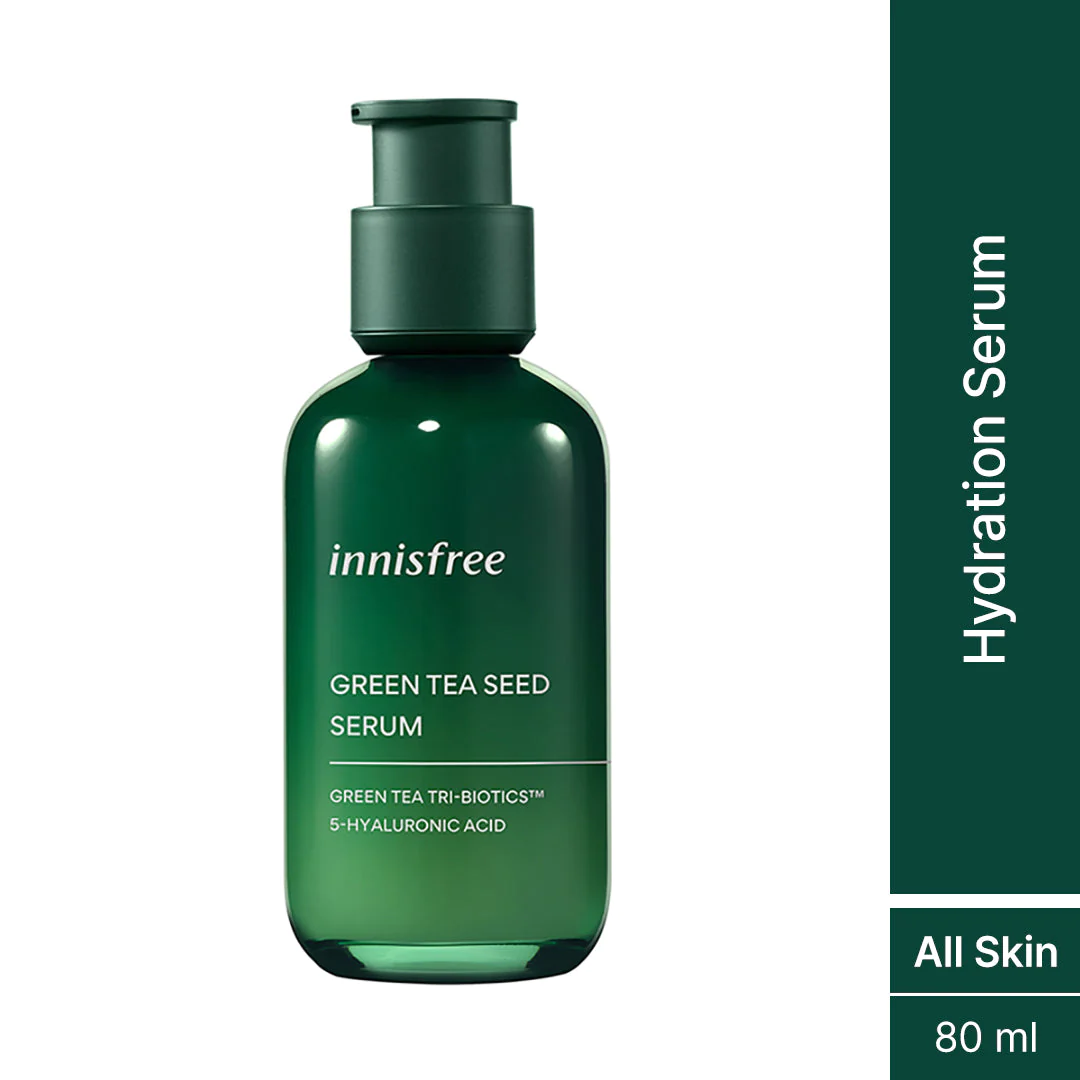 innisfree
GREEN TEA SEED
SERUM
GREEN TEA TRI-BIOTICS™
5-HYALURONIC ACID
Hydration Serum
All Skin
80 ml